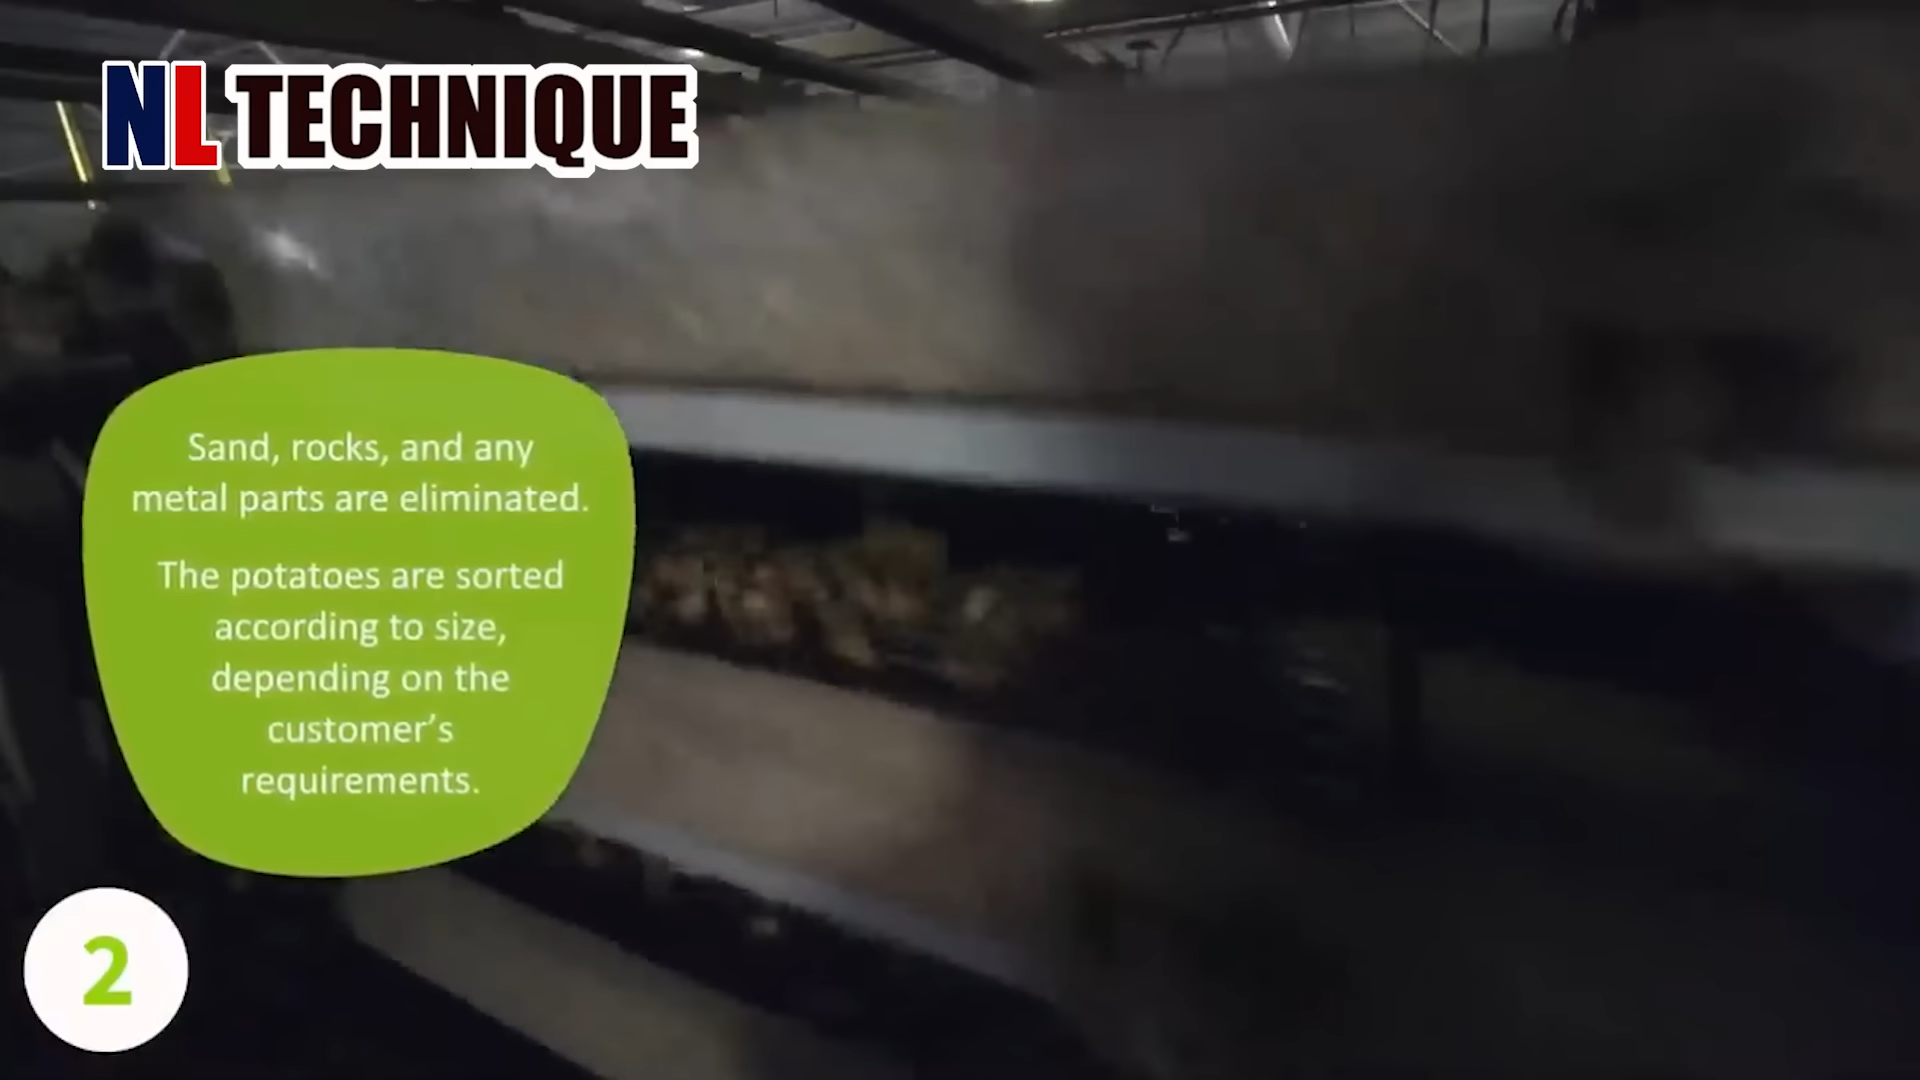 NL TECHNIQUE
Sand, rocks, and any
metal parts are eliminated.
The potatoes are sorted
according to size,
depending on the
customer’s
requirements.
2